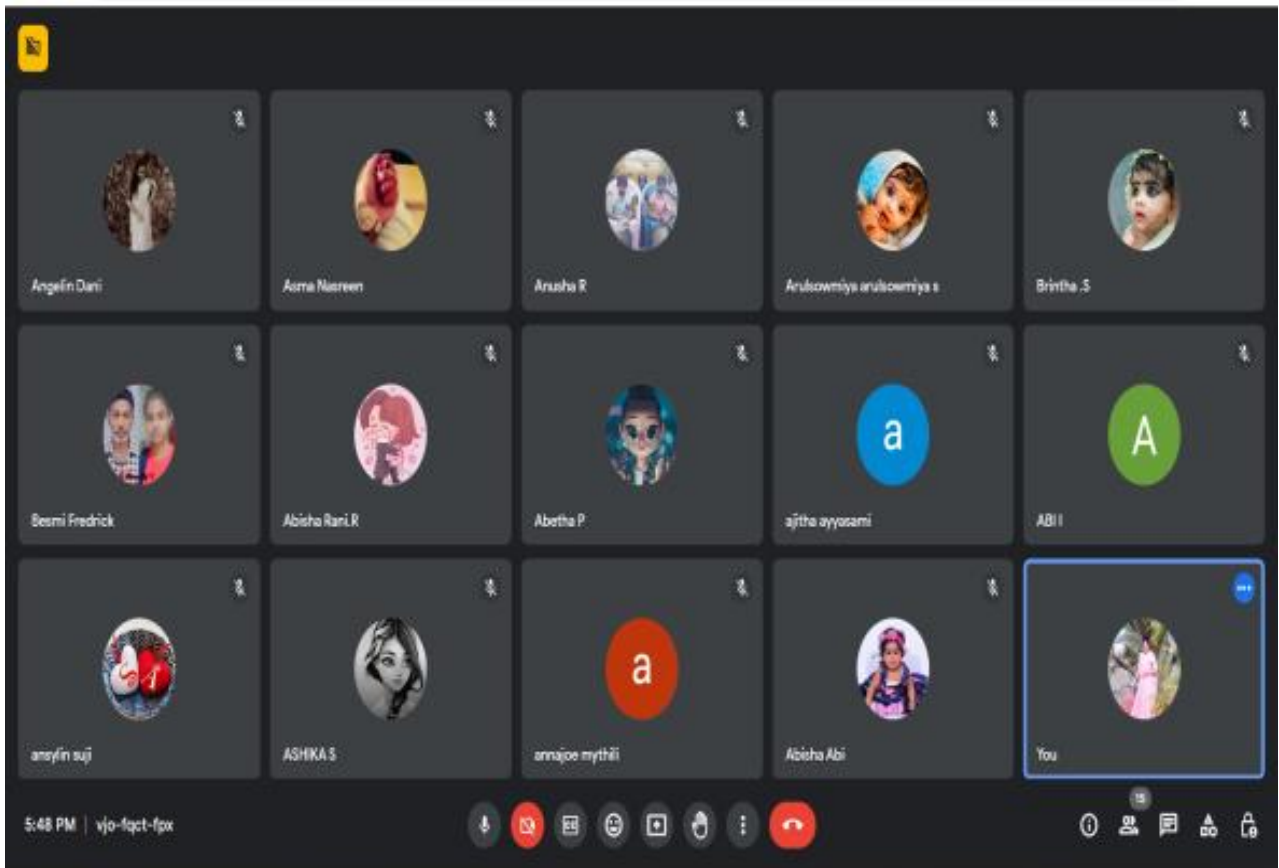 Angelin Dani
Asma Nasreen
Anusha R
Arulsowmiya arulsowmiya s
Brintha .S
Besmi Fredrick
Abisha Rani.R
Abetha P
a
ajitha ayyasami
A
ABI I
ansylin suji
ASHIKA S
a
annajoe mythili
Abisha Abi
You
5:48 PM | vjo-fqct-fpx
CC
15